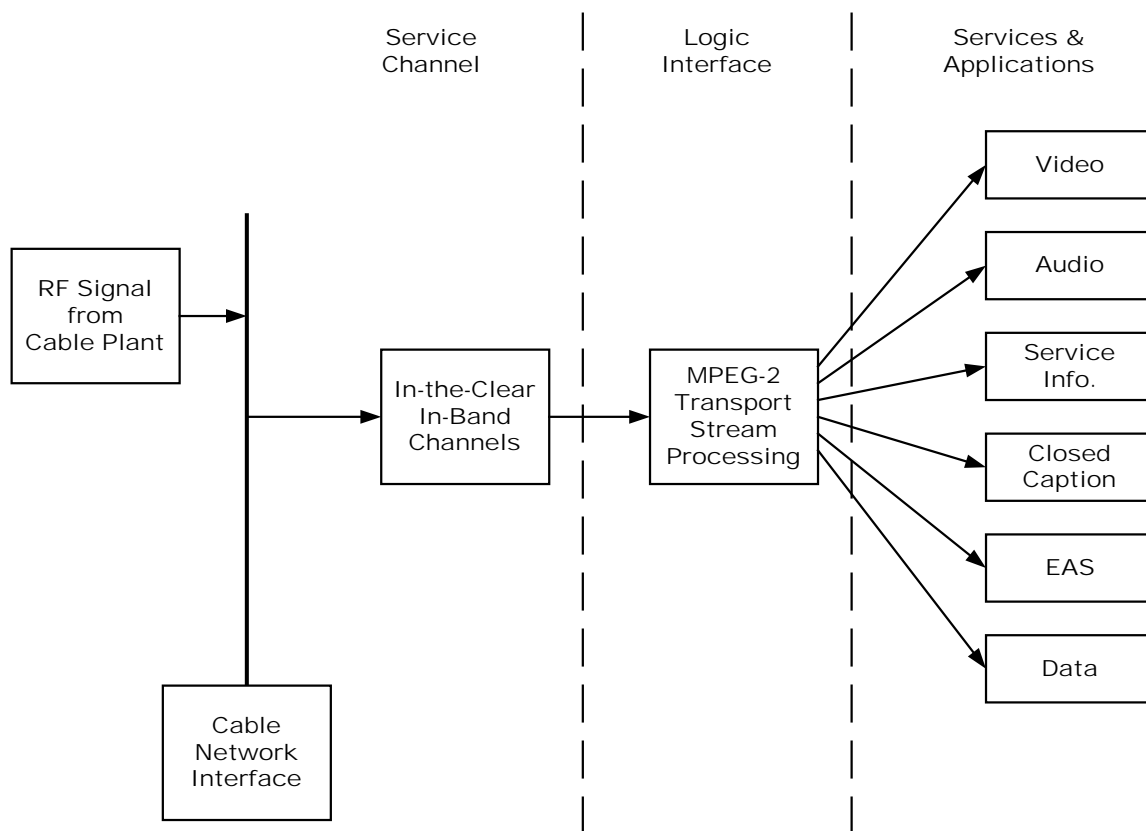 Service
Channel
Logic
Interface
Services &
Applications
RF Signal
from
Cable Plant
In-the-Clear
In-Band
Channels
MPEG-2
Transport
Stream
Processing
Video
Audio
Service
Info.
Closed
Caption
EAS
Data
Cable
Network
Interface